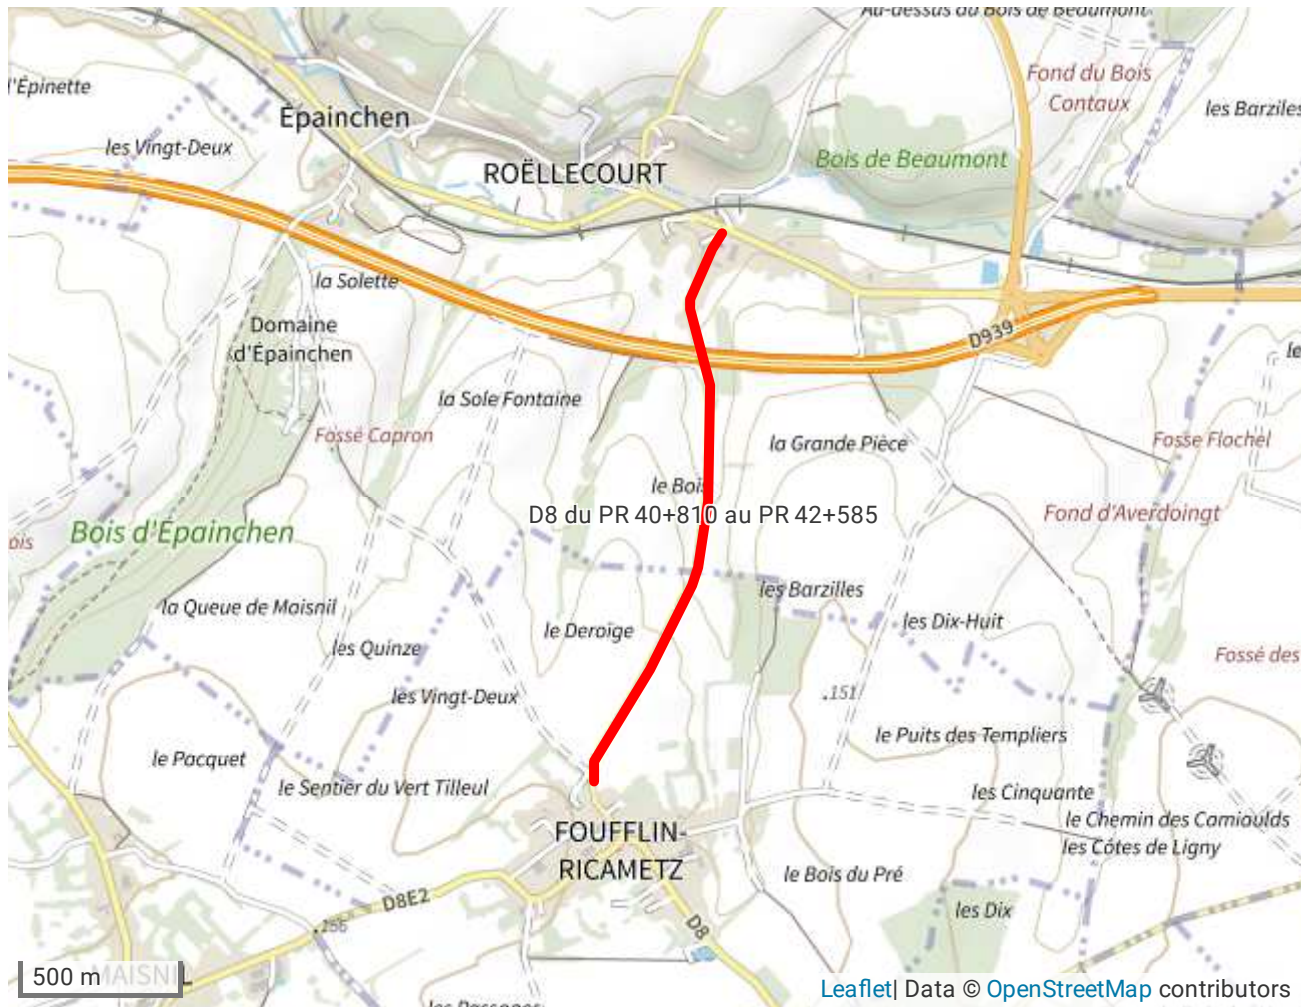 Au-dessus du Bois de Beaumont
l'Épinette
Fond du Bois
Contaux
les Barziles
Épainchen
les Vingt-Deux
ROËLLECOURT
Bois de Beaumont
la Solette
Domaine
d'Épainchen
D939
la Sole Fontaine
Fossé Capron
la Grande Pièce
Fosse Flochel
le Bois
D8 du PR 40+810 au PR 42+585
Fond d'Averdoingt
Bois d'Épainchen
ois
les Barzilles
la Queue de Maisnil
le Deroige
les Dix-Huit
les Quinze
Fossé des
les Vingt-Deux
151
le Puits des Templiers
le Pacquet
le Sentier du Vert Tilleul
les Cinquante
le Chemin des Camiaulds
FOUFFLIN-
RICAMETZ
les Côtes de Ligny
le Bois du Pré
D8E2
les Dix
156
D8
500 m
MAISNIL
Leaflet | Data © OpenStreetMap contributors